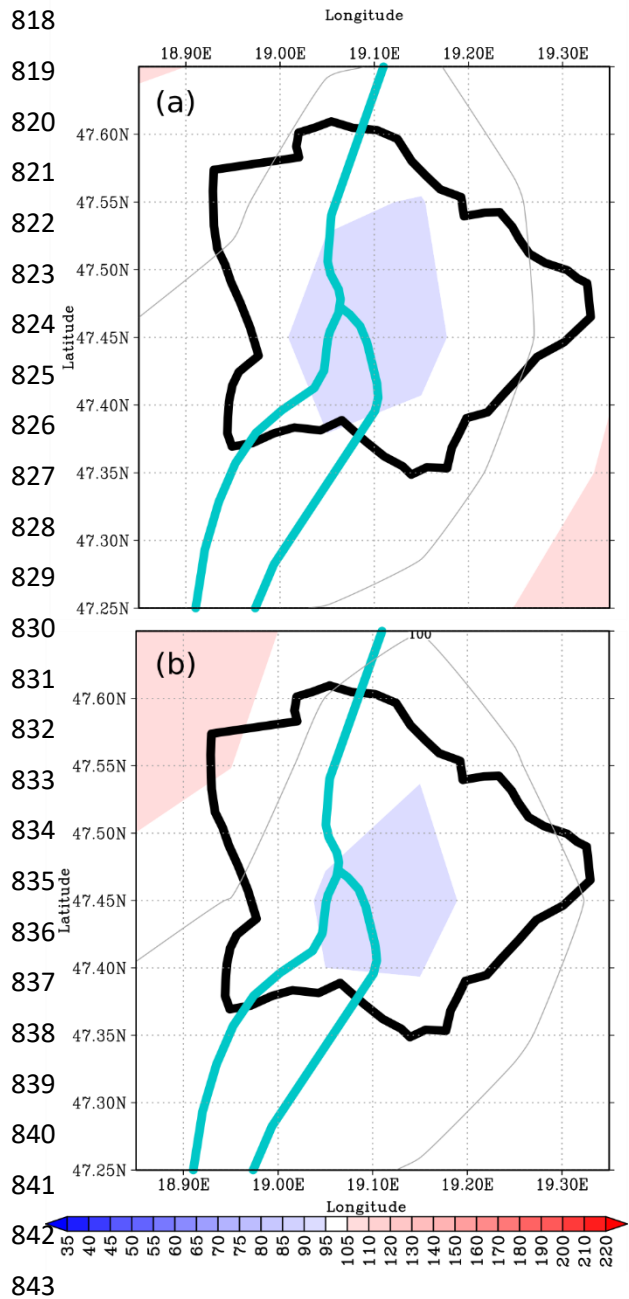 818 Longitude
18.90E 19.00E 19.10E 19.20E 19.30E
819
(a)
820 47.60N
821
822 47.55N
823 47.50N
824 47.45N
Latitude
825
826 47.40N
827 47.35N
828 47.30N
829 47.25N
830 100
831 (b)
832 47.60N
833 47.55N
834 47.50N
835 47.45N
Latitude
836
837 47.40N
838 47.35N
839
840 47.30N
841 47.25N
18.90E 19.00E 19.10E 19.20E 19.30E
Longitude
842
35 40 45 50 55 60 65 70 75 80 85 90 95 105 110 120 130 140 150 160 170 180 190 200 210 220
843